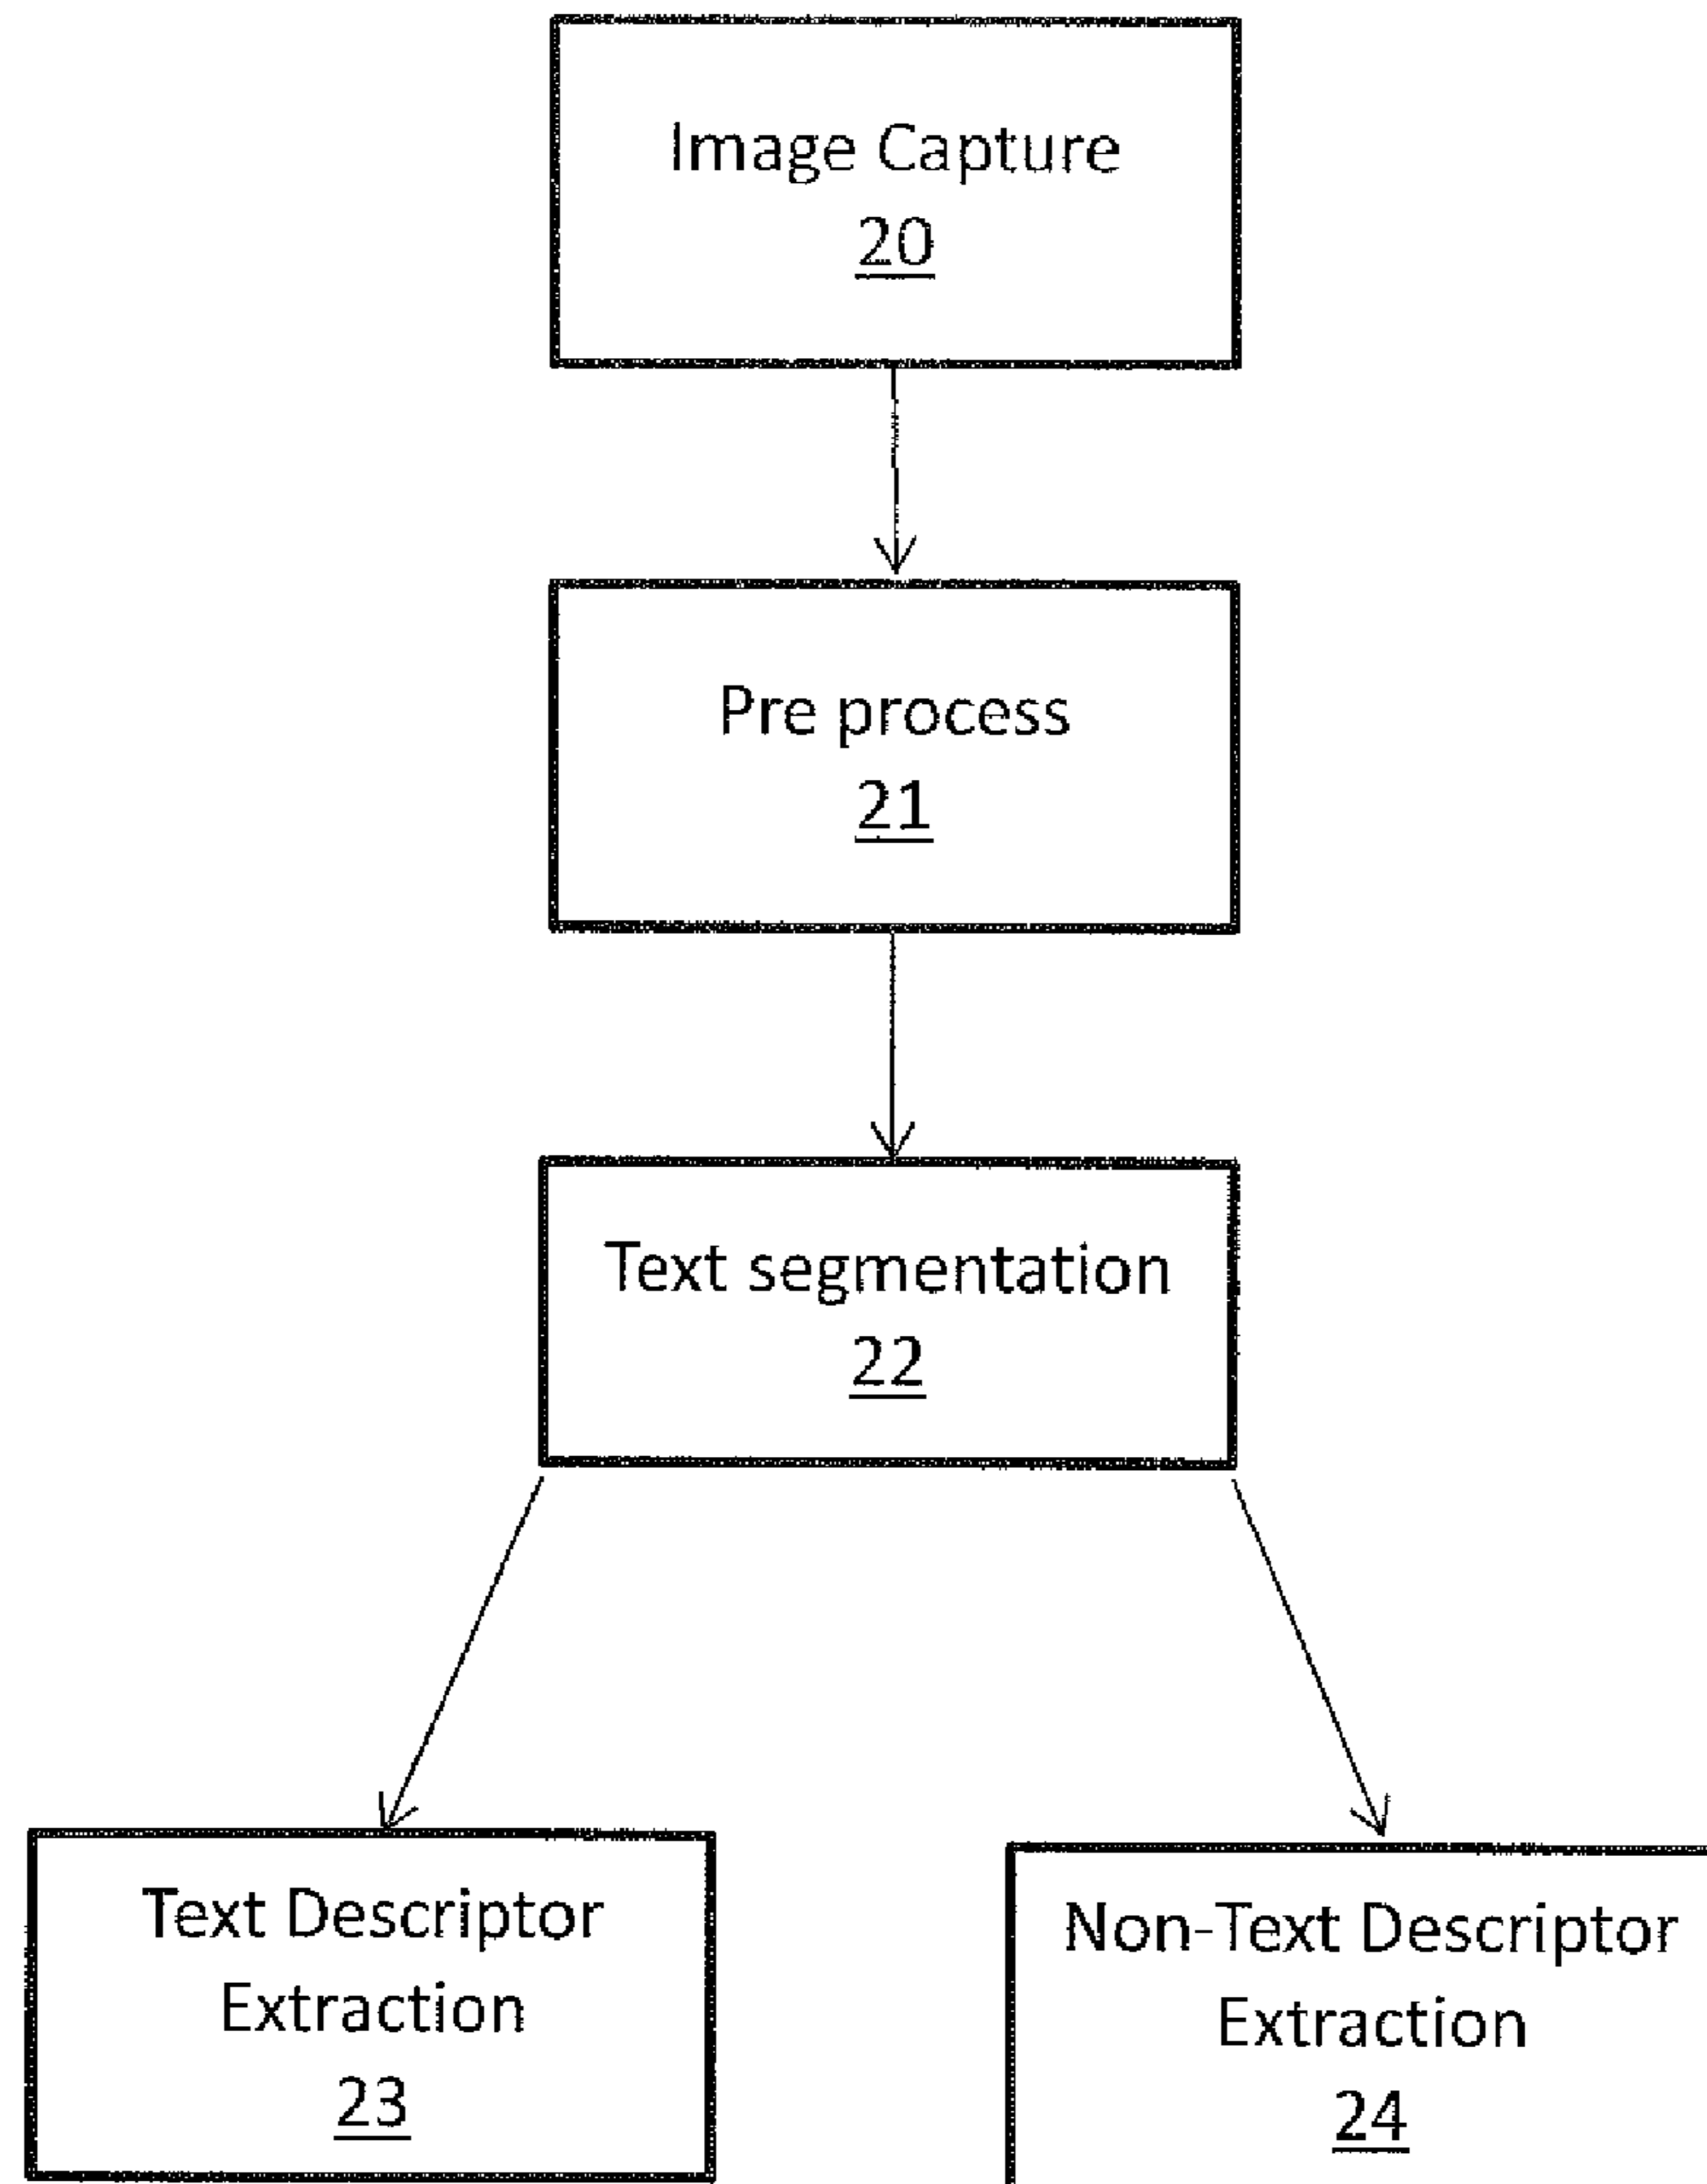 Image Capture
20
Pre process
21
Text segmentation
22
Text Descriptor
Extraction
23
Non-Text Descriptor
Extraction
24